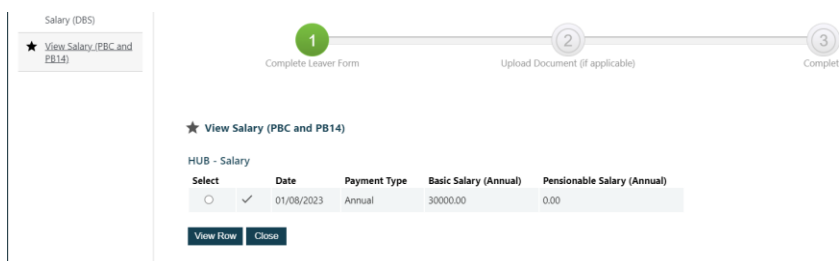 Salary (DBS)
View Salary (PBC and
PB14)
1
2
3
Complete Leaver Form
Upload Document (if applicable)
Complet
View Salary (PBC and PB14)
HUB - Salary
Select Date Payment Type Basic Salary (Annual) Pensionable Salary (Annual)
01/08/2023 Annual 30000.00 0.00
View Row Close